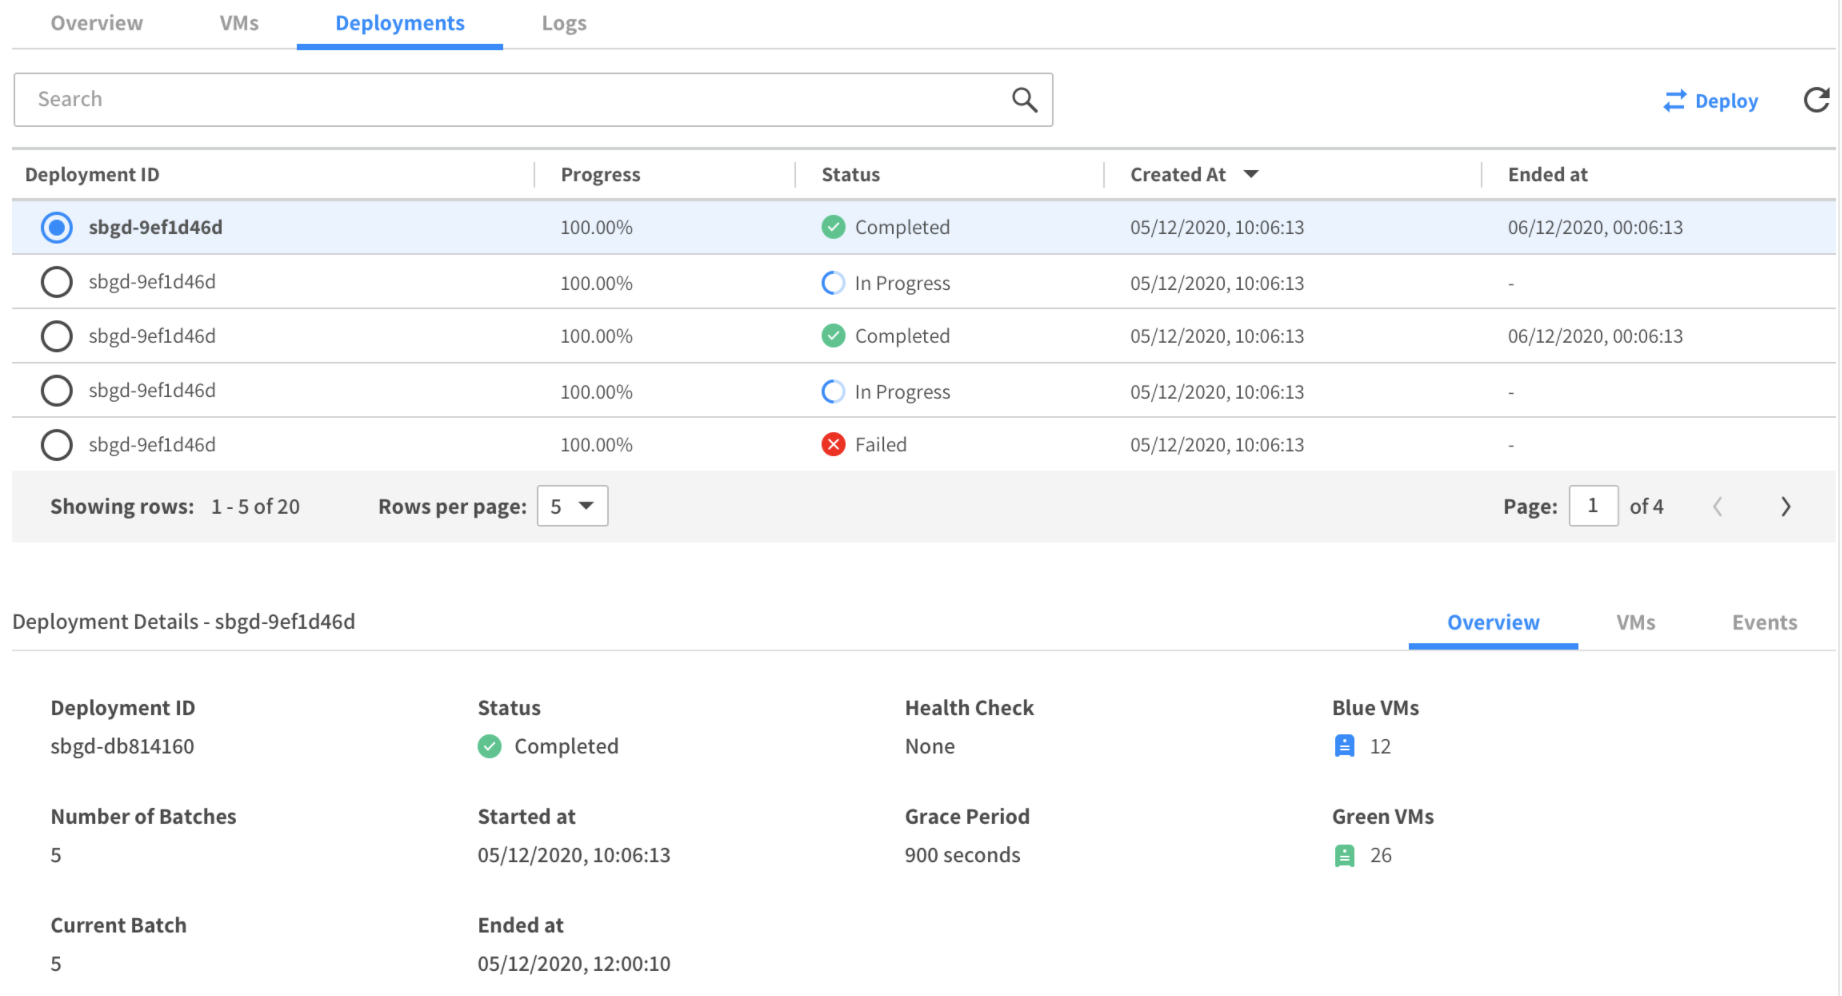 Overview VMs Deployments Logs
Search Deploy
Deployment ID Progress Status Created At Ended at
sbgd-9ef1d46d 100.00% Completed 05/12/2020, 10:06:13 06/12/2020, 00:06:13
sbgd-9ef1d46d 100.00% In Progress 05/12/2020, 10:06:13 -
sbgd-9ef1d46d 100.00% Completed 05/12/2020, 10:06:13 06/12/2020, 00:06:13
sbgd-9ef1d46d 100.00% In Progress 05/12/2020, 10:06:13 -
sbgd-9ef1d46d 100.00% Failed 05/12/2020, 10:06:13 -
Showing rows: 1 - 5 of 20 Rows per page: 5 Page: 1 of 4
Deployment Details - sbgd-9ef1d46d Overview VMs Events
Deployment ID Status Health Check Blue VMs
sbgd-db814160 Completed None 12
Number of Batches Started at Grace Period Green VMs
5 05/12/2020, 10:06:13 900 seconds 26
Current Batch Ended at
5 05/12/2020, 12:00:10